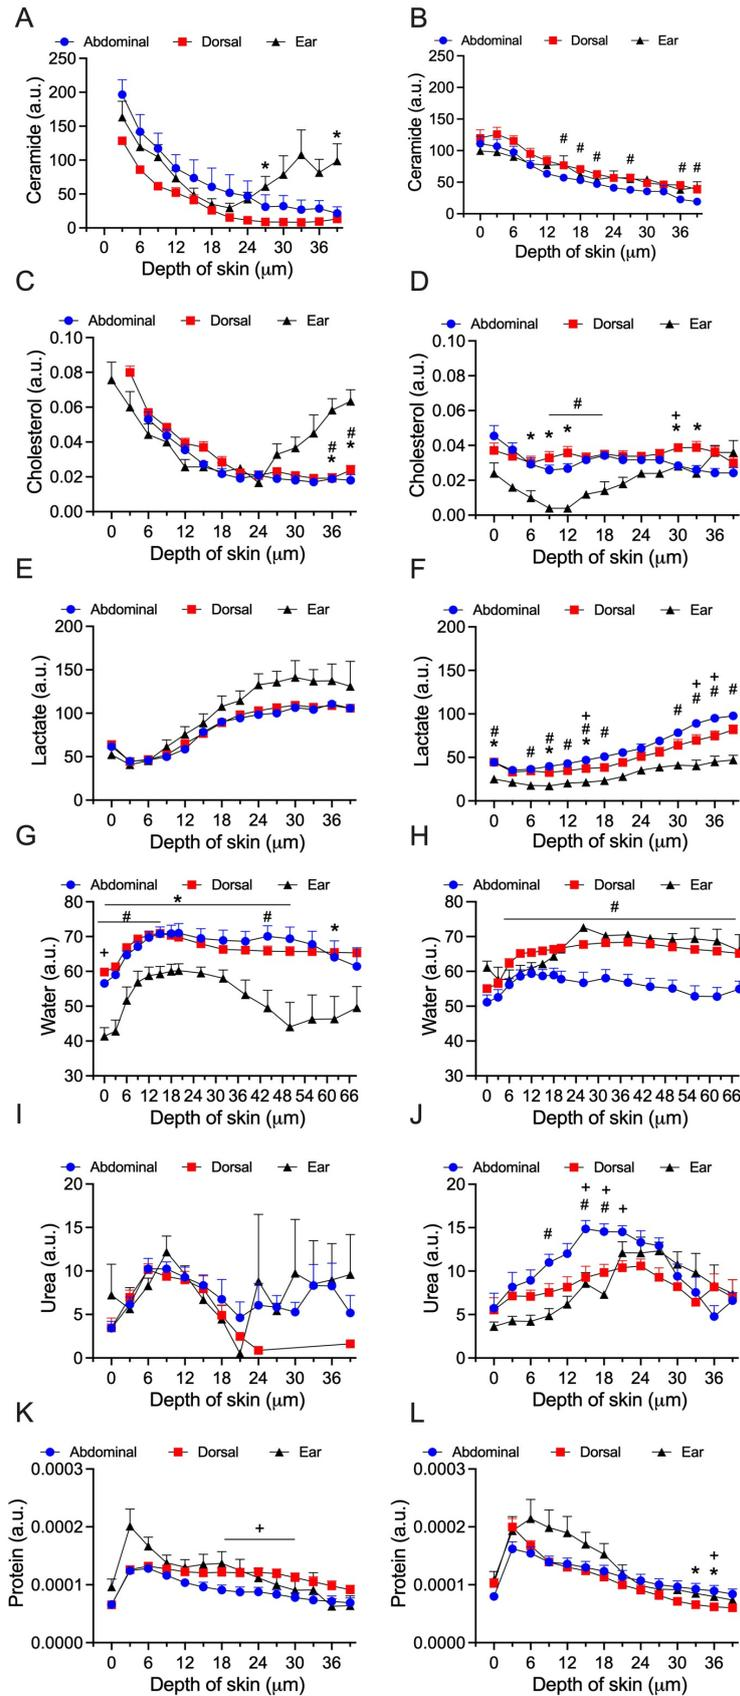 A
Abdominal Dorsal Ear
Ceramide (a.u.)
250
200
150
100
50
0
* *
0 6 12 18 24 30 36
Depth of skin (μm)
B
Abdominal Dorsal Ear
Ceramide (a.u.)
250
200
150
100
50
0
# # # # # #
0 6 12 18 24 30 36
Depth of skin (μm)
C
Abdominal Dorsal Ear
Cholesterol (a.u.)
0.10
0.08
0.06
0.04
0.02
0.00
# #
* *
0 6 12 18 24 30 36
Depth of skin (μm)
D
Abdominal Dorsal Ear
Cholesterol (a.u.)
0.10
0.08
0.06
0.04
0.02
0.00
#
+
* * * * *
0 6 12 18 24 30 36
Depth of skin (μm)
E
Abdominal Dorsal Ear
Lactate (a.u.)
200
150
100
50
0
0 6 12 18 24 30 36
Depth of skin (μm)
F
Abdominal Dorsal Ear
Lactate (a.u.)
200
150
100
50
0
+ + +
# # # # # # # # # #
* * *
0 6 12 18 24 30 36
Depth of skin (μm)
G
Abdominal Dorsal Ear
Water (a.u.)
80
70
60
50
40
30
*
# #
+ *
0 6 12 18 24 30 36 42 48 54 60 66
Depth of skin (μm)
H
Abdominal Dorsal Ear
Water (a.u.)
80
70
60
50
40
30
#
0 6 12 18 24 30 36 42 48 54 60 66
Depth of skin (μm)
I
Abdominal Dorsal Ear
Urea (a.u.)
20
15
10
5
0
0 6 12 18 24 30 36
Depth of skin (μm)
J
Abdominal Dorsal Ear
Urea (a.u.)
20
15
10
5
0
+ + +
# # #
0 6 12 18 24 30 36
Depth of skin (μm)
K
Abdominal Dorsal Ear
Protein (a.u.)
0.0003
0.0002
0.0001
0.0000
+
0 6 12 18 24 30 36
Depth of skin (μm)
L
Abdominal Dorsal Ear
Protein (a.u.)
0.0003
0.0002
0.0001
0.0000
+
* *
0 6 12 18 24 30 36
Depth of skin (μm)